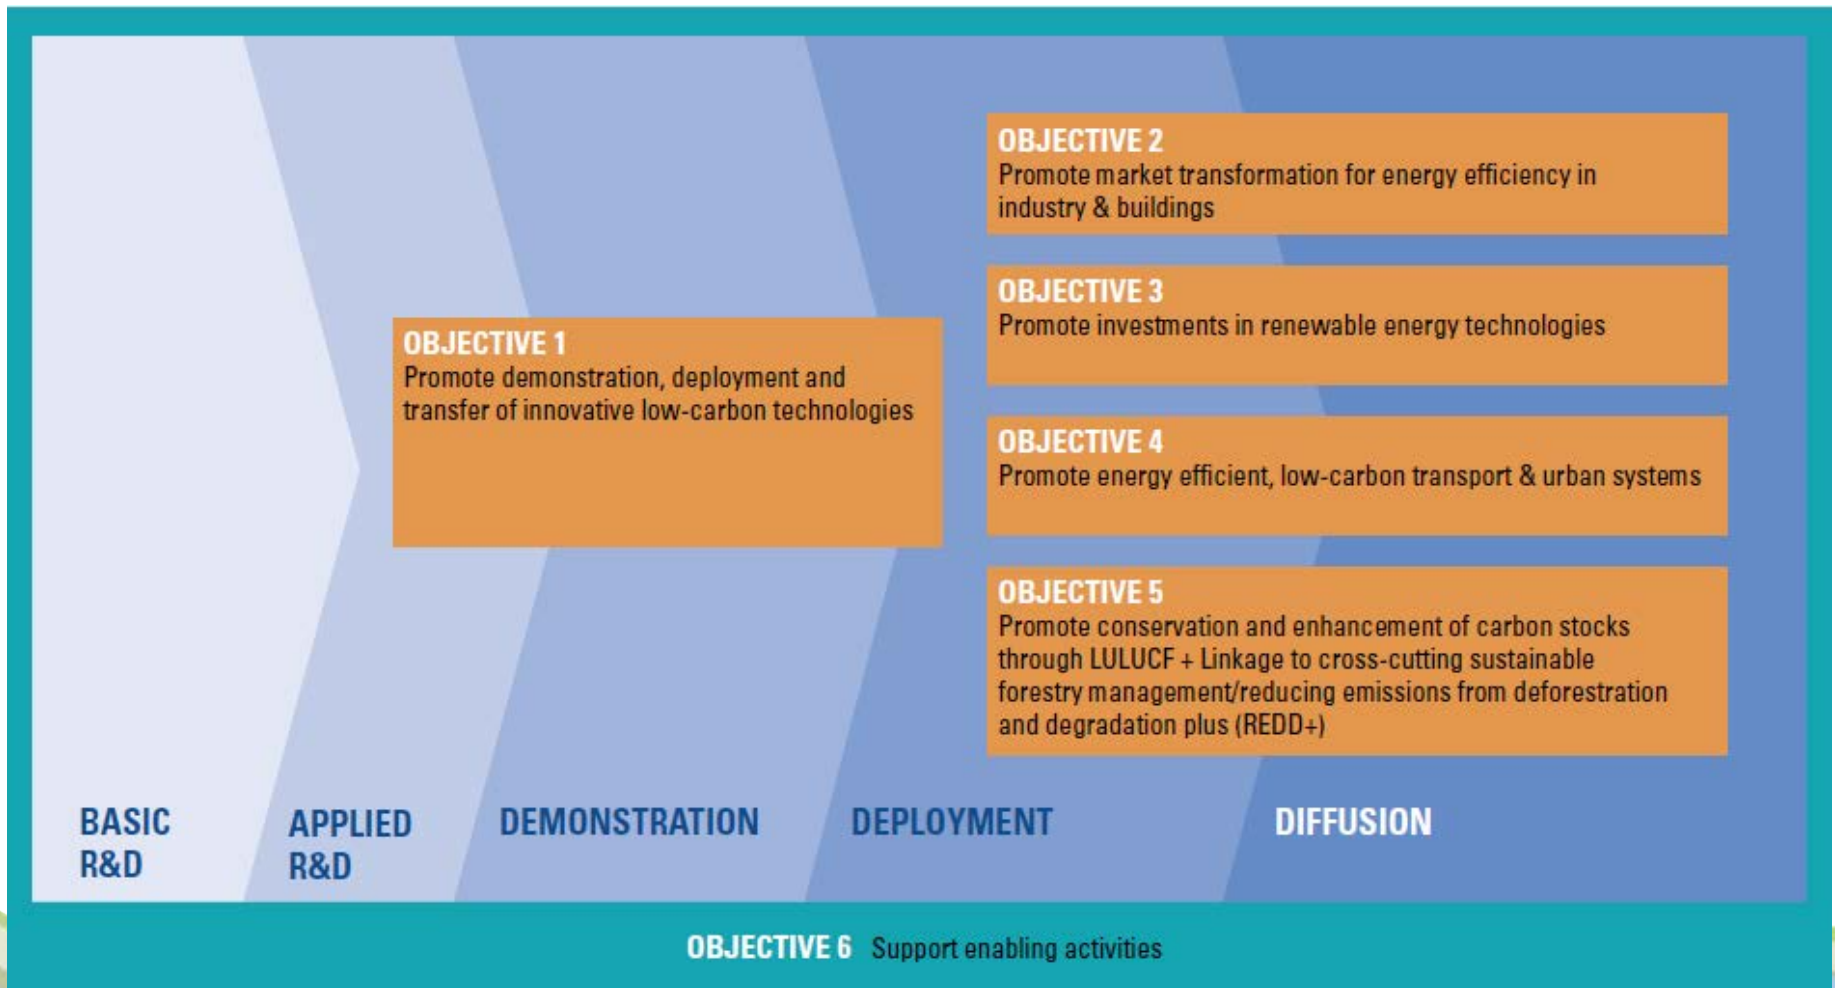 OBJECTIVE 1
Promote demonstration, deployment and
transfer of innovative low-carbon technologies
OBJECTIVE 2
Promote market transformation for energy efficiency in
industry & buildings
OBJECTIVE 3
Promote investments in renewable energy technologies
OBJECTIVE 4
Promote energy efficient, low-carbon transport & urban systems
OBJECTIVE 5
Promote conservation and enhancement of carbon stocks
through LULUCF + Linkage to cross-cutting sustainable
forestry management/reducing emissions from deforestration
and degradation plus (REDD+)
BASIC
R&D
APPLIED
R&D
DEMONSTRATION
DEPLOYMENT
DIFFUSION
OBJECTIVE 6 Support enabling activities